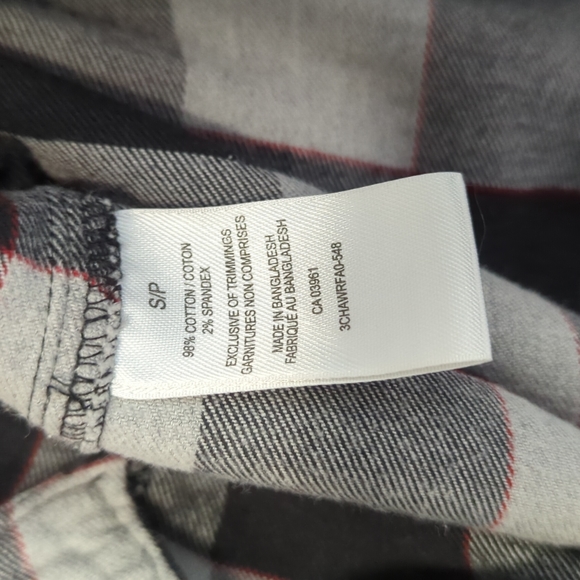 S/P
98% COTTON / COTON
2% SPANDEX
EXCLUSIVE OF TRIMMINGS
GARNITURES NON COMPRISES
MADE IN BANGLADESH
FABRIQUE AU BANGLADESH
CA 03961
3CHAWRFA0-548